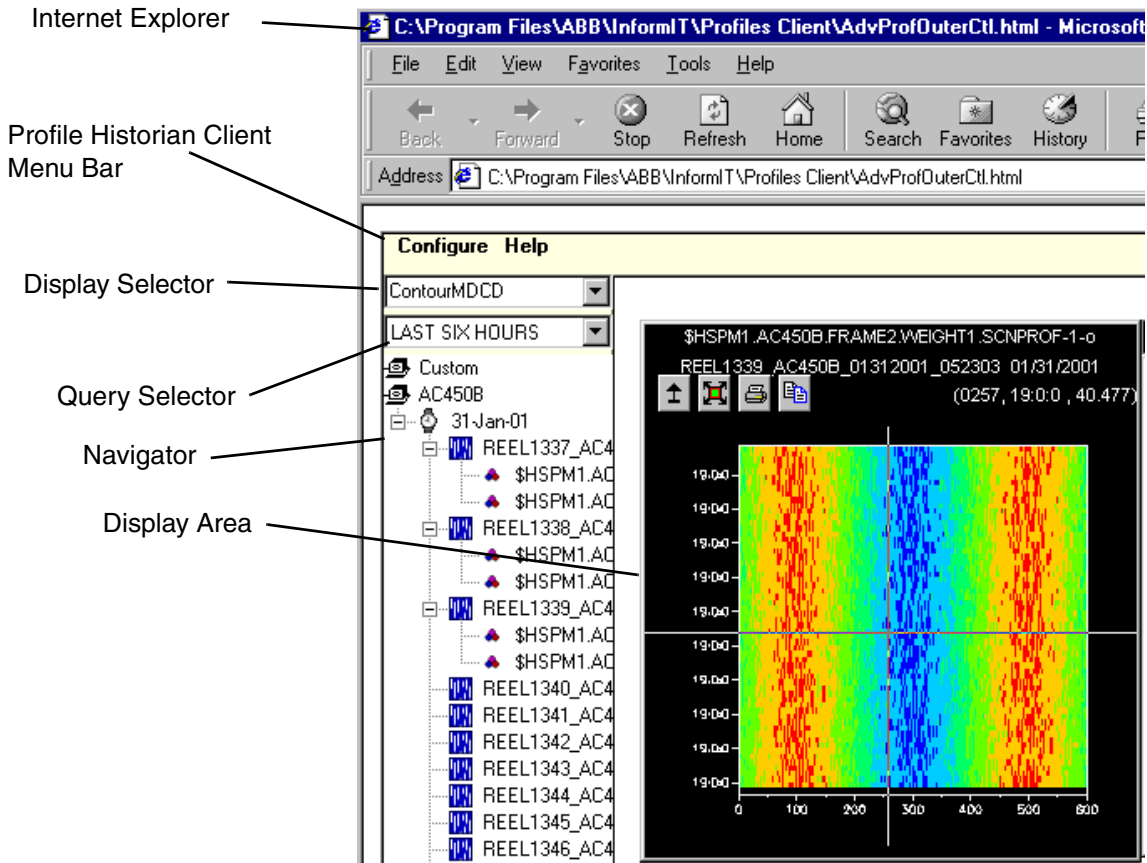 Internet Explorer
C:\Program Files\ABB\InformIT\Profiles Client\AdvProfOuterCtl.html - Microsoft
File Edit View Favorites Tools Help
Back Forward Stop Refresh Home Search Favorites History
Address C:\Program Files\ABB\InformIT\Profiles Client\AdvProfOuterCtl.html
Profile Historian Client
Menu Bar
Configure Help
Display Selector
ContourMDCD
Query Selector
LAST SIX HOURS
Navigator
Custom
AC450B
31-Jan-01
REEL1337_AC4
$HSPM1.AC
$HSPM1.AC
Display Area
REEL1338_AC4
$HSPM1.AC
$HSPM1.AC
REEL1339_AC4
$HSPM1.AC
$HSPM1.AC
REEL1340_AC4
REEL1341_AC4
REEL1342_AC4
REEL1343_AC4
REEL1344_AC4
REEL1345_AC4
REEL1346_AC4
$HSPM1.AC450B.FRAME2.WEIGHT1.SCNPROF-1-o
REEL1339_AC450B_01312001_052303 01/31/2001
(0257, 19:0:0 , 40.477)
19:0:0
19:0:0
19:0:0
19:0:0
19:0:0
19:0:0
19:0:0
19:0:0
19:0:0
19:0:0
0 100 200 300 400 500 600